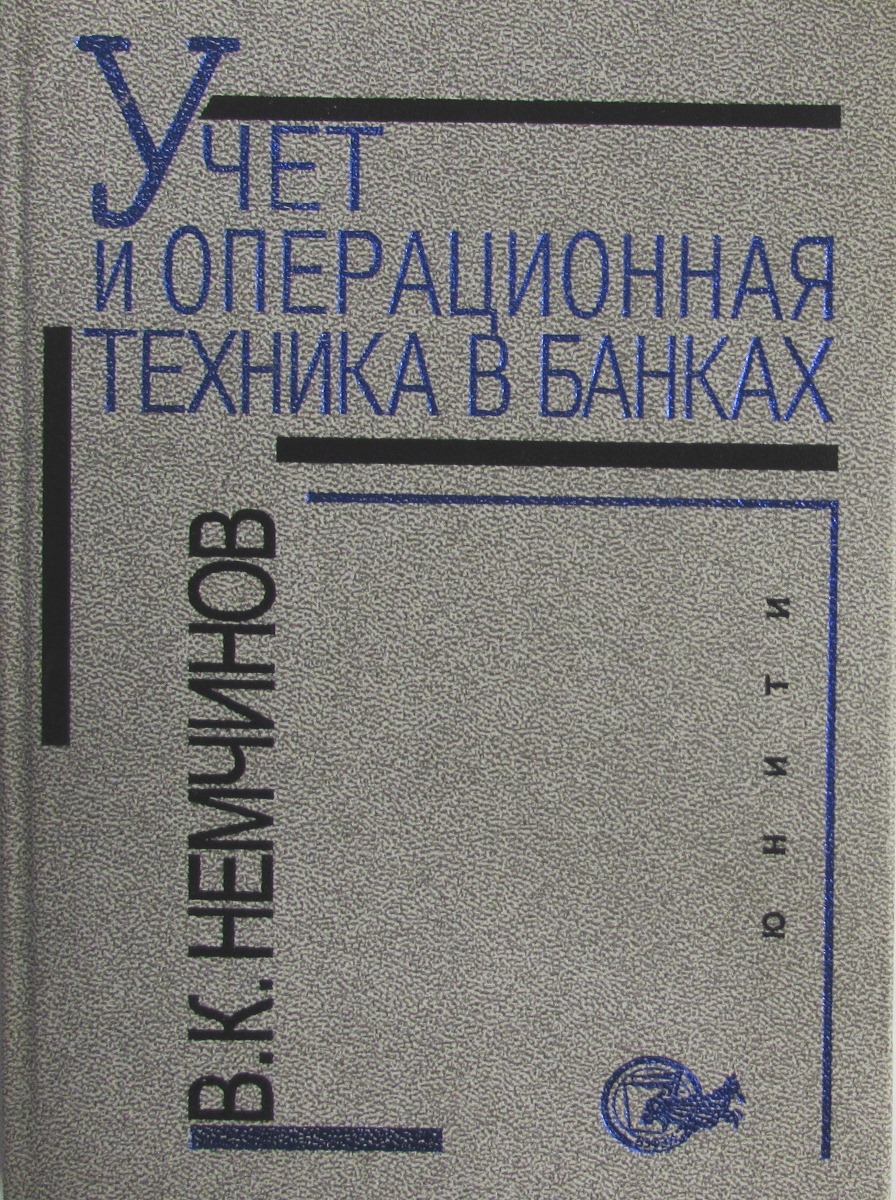 Учет
и ОПЕРАЦИОННАЯ
ТЕХНИКА В БАНКАХ
В.К. НЕМЧИНОВ
юнити